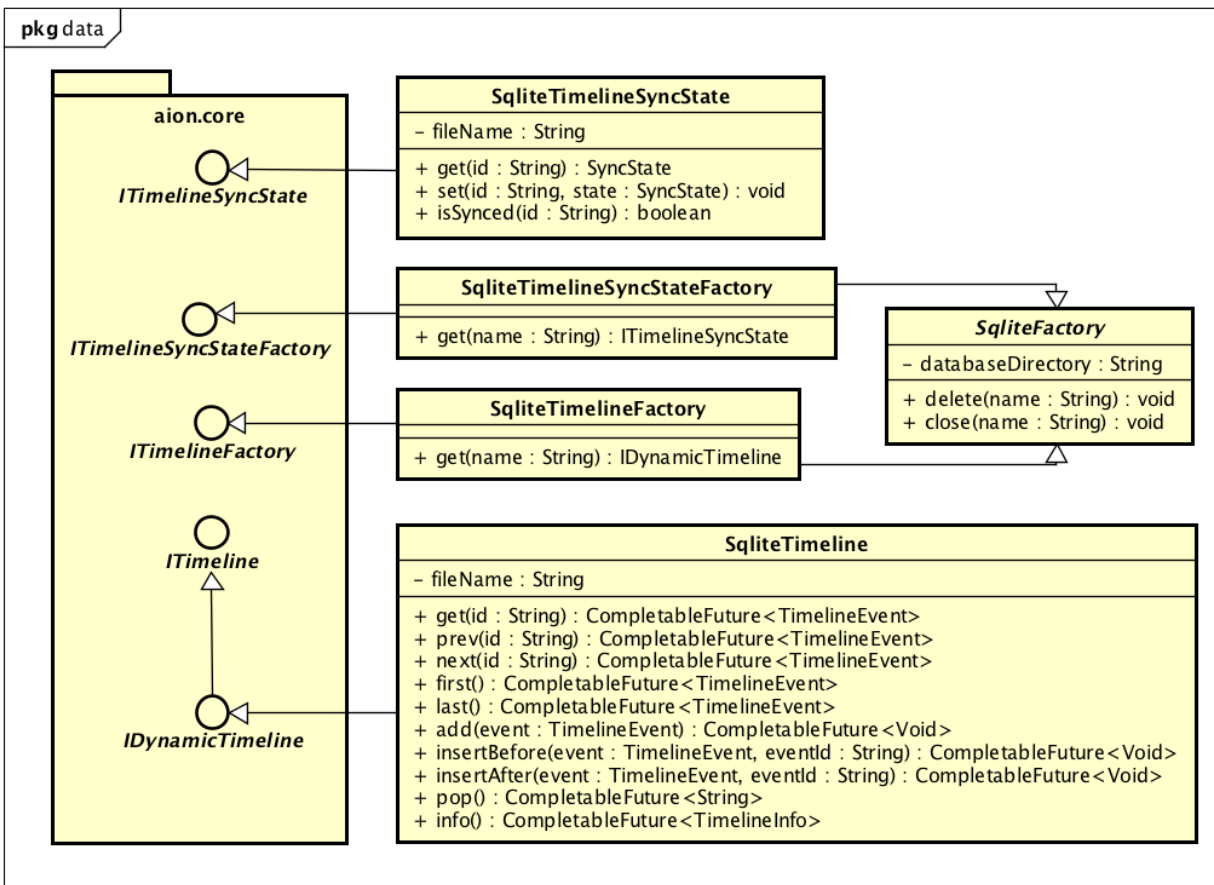 pkg data
aion.core
ITimelineSyncState
ITimelineSyncStateFactory
ITimelineFactory
ITimeline
IDynamicTimeline
SqliteTimelineSyncState
– fileName : String
+ get(id : String) : SyncState
+ set(id : String, state : SyncState) : void
+ isSynced(id : String) : boolean
SqliteTimelineSyncStateFactory
+ get(name : String) : ITimelineSyncState
SqliteTimelineFactory
+ get(name : String) : IDynamicTimeline
SqliteFactory
– databaseDirectory : String
+ delete(name : String) : void
+ close(name : String) : void
SqliteTimeline
– fileName : String
+ get(id : String) : CompletableFuture<TimelineEvent>
+ prev(id : String) : CompletableFuture<TimelineEvent>
+ next(id : String) : CompletableFuture<TimelineEvent>
+ first() : CompletableFuture<TimelineEvent>
+ last() : CompletableFuture<TimelineEvent>
+ add(event : TimelineEvent) : CompletableFuture<Void>
+ insertBefore(event : TimelineEvent, eventId : String) : CompletableFuture<Void>
+ insertAfter(event : TimelineEvent, eventId : String) : CompletableFuture<Void>
+ pop() : CompletableFuture<String>
+ info() : CompletableFuture<TimelineInfo>